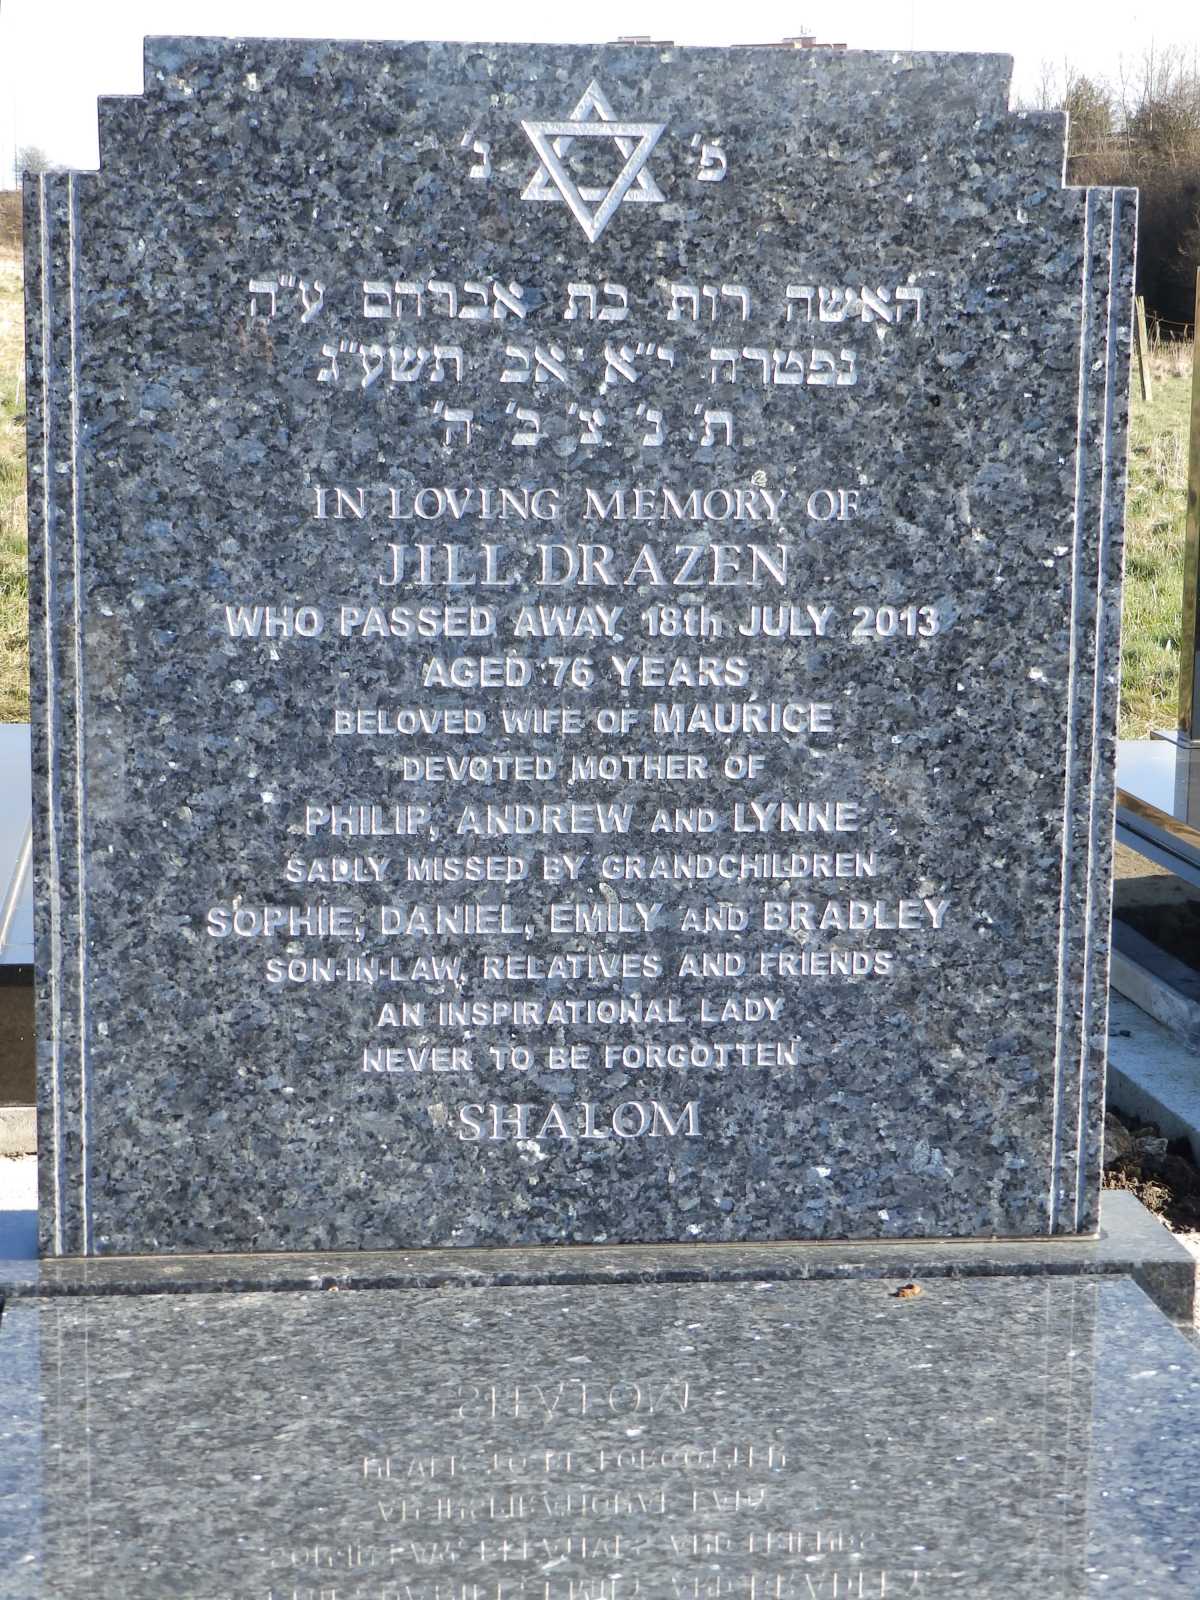 פ' נ'
האשה רות בת אברהם ע"ה
נפטרה י"א אב תשע"ג
ת' נ' צ' ב' ה'
IN LOVING MEMORY OF
JILL DRAZEN
WHO PASSED AWAY 18th JULY 2013
AGED 76 YEARS
BELOVED WIFE OF MAURICE
DEVOTED MOTHER OF
PHILIP, ANDREW AND LYNNE
SADLY MISSED BY GRANDCHILDREN
SOPHIE, DANIEL, EMILY AND BRADLEY
SON-IN-LAW, RELATIVES AND FRIENDS
AN INSPIRATIONAL LADY
NEVER TO BE FORGOTTEN
SHALOM